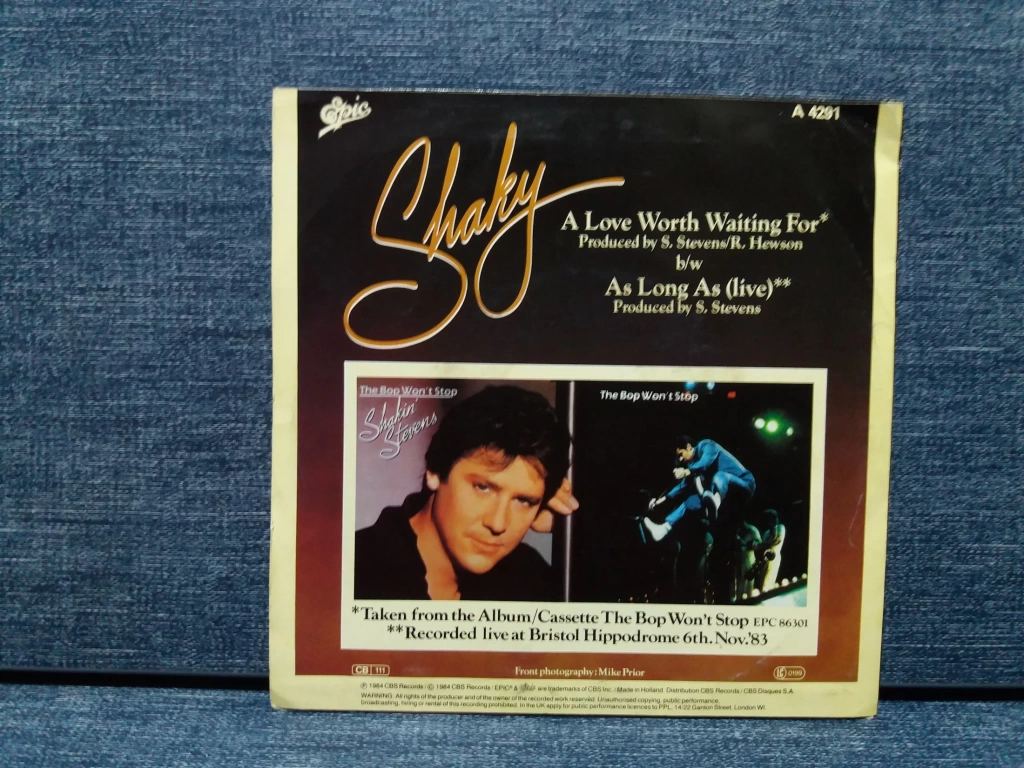 Epic
A 4291
Shaky
A Love Worth Waiting For*
Produced by S. Stevens/R. Hewson
b/w
As Long As (live)**
Produced by S. Stevens
The Bop Won't Stop
Shakin'
Stevens
The Bop Won't Stop
*Taken from the Album/Cassette The Bop Won't Stop EPC 86301
**Recorded live at Bristol Hippodrome 6th. Nov.'83
CB 111
Front photography: Mike Prior
LC 0199
℗ 1984 CBS Records / © 1984 CBS Records / EPIC® & Epic are trademarks of CBS Inc. / Made in Holland. Distribution CBS Records / CBS Disques S.A.
WARNING: All rights of the producer and of the owner of the recorded work reserved. Unauthorised copying, public performance,
broadcasting, hiring or rental of this recording prohibited. In the UK apply for public performance licences to PPL, 14-22 Ganton Street, London W1.